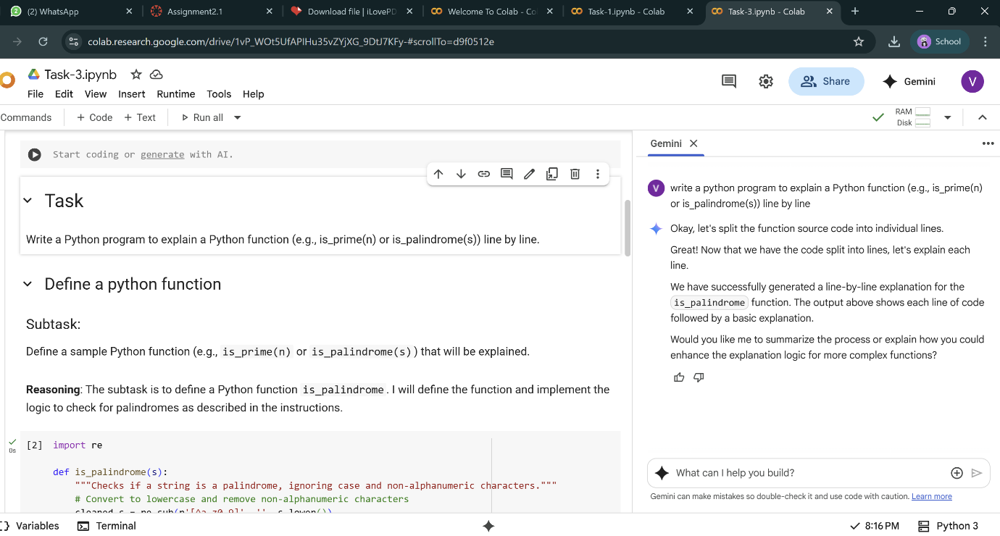 2
(2) WhatsApp
Assignment2.1
Download file | iLovePD
Welcome To Colab - Co
Task-1.ipynb - Colab
Task-3.ipynb - Colab
colab.research.google.com/drive/1vP_WOt5UfAPIHu35vZYjXG_9DtJ7KFy-#scrollTo=d9f0512e
School
Task-3.ipynb
File Edit View Insert Runtime Tools Help
Share
Gemini
V
Commands + Code + Text Run all
RAM
Disk
Start coding or generate with AI.
Task
Write a Python program to explain a Python function (e.g., is_prime(n) or is_palindrome(s)) line by line.
Define a python function
Subtask:
Define a sample Python function (e.g., is_prime(n) or is_palindrome(s)) that will be explained.
Reasoning: The subtask is to define a Python function is_palindrome. I will define the function and implement the
logic to check for palindromes as described in the instructions.
0s
[2] import re
def is_palindrome(s):
"""Checks if a string is a palindrome, ignoring case and non-alphanumeric characters."""
# Convert to lowercase and remove non-alphanumeric characters
cleaned_s = re.sub(r'[^a-z0-9]', '', s.lower())
Gemini
V
write a python program to explain a Python function (e.g., is_prime(n)
or is_palindrome(s)) line by line
Okay, let's split the function source code into individual lines.
Great! Now that we have the code split into lines, let's explain each
line.
We have successfully generated a line-by-line explanation for the
is_palindrome function. The output above shows each line of code
followed by a basic explanation.
Would you like me to summarize the process or explain how you could
enhance the explanation logic for more complex functions?
What can I help you build?
Gemini can make mistakes so double-check it and use code with caution. Learn more
Variables Terminal
8:16 PM Python 3